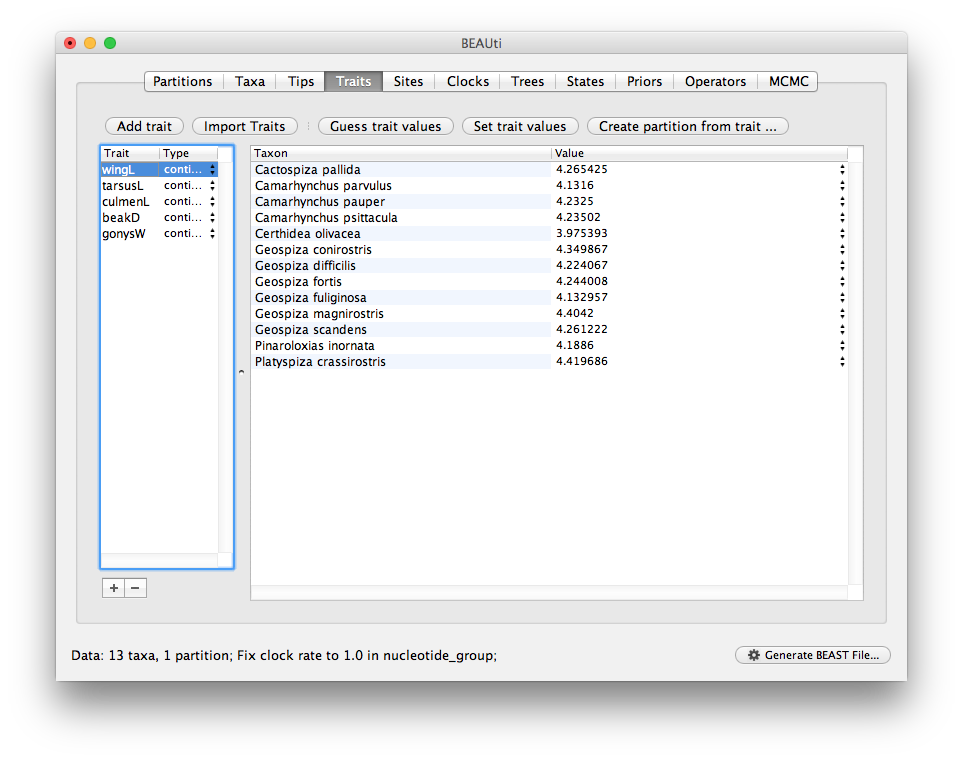 BEAUti
Partitions Taxa Tips Traits Sites Clocks Trees States Priors Operators MCMC
Add trait Import Traits Guess trait values Set trait values Create partition from trait ...
Trait Type Taxon Value
wingL conti... Cactospiza pallida 4.265425
tarsusL conti... Camarhynchus parvulus 4.1316
culmenL conti... Camarhynchus pauper 4.2325
beakD conti... Camarhynchus psittacula 4.23502
gonysW conti... Certhidea olivacea 3.975393
Geospiza conirostris 4.349867
Geospiza difficilis 4.224067
Geospiza fortis 4.244008
Geospiza fuliginosa 4.132957
Geospiza magnirostris 4.4042
Geospiza scandens 4.261222
Pinaroloxias inornata 4.1886
Platyspiza crassirostris 4.419686
+ −
Data: 13 taxa, 1 partition; Fix clock rate to 1.0 in nucleotide_group; Generate BEAST File...